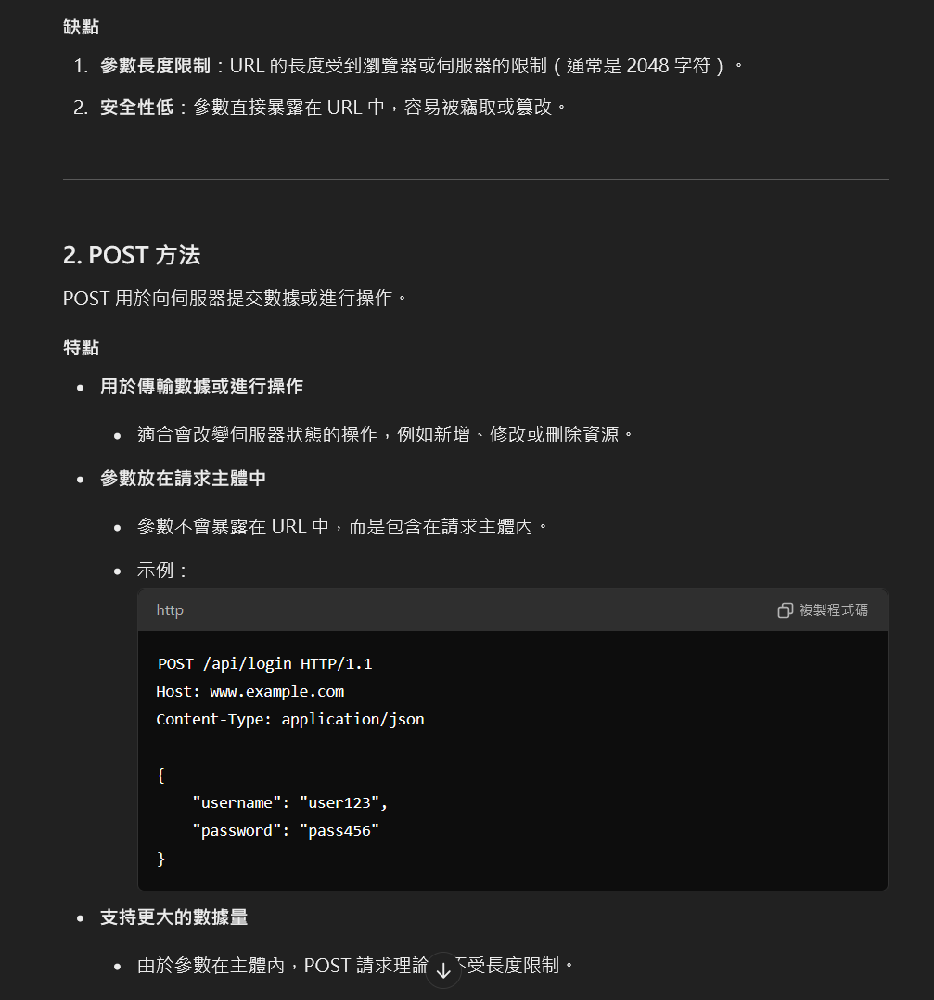 缺點
1. 參數長度限制：URL 的長度受到瀏覽器或伺服器的限制（通常是 2048 字符）。
2. 安全性低：參數直接暴露在 URL 中，容易被竊取或篡改。
2. POST 方法
POST 用於向伺服器提交數據或進行操作。
特點
• 用於傳輸數據或進行操作
• 適合會改變伺服器狀態的操作，例如新增、修改或刪除資源。
• 參數放在請求主體中
• 參數不會暴露在 URL 中，而是包含在請求主體內。
• 示例：
http 複製程式碼
POST /api/login HTTP/1.1
Host: www.example.com
Content-Type: application/json
{
"username": "user123",
"password": "pass456"
}
• 支持更大的數據量
• 由於參數在主體內，POST 請求理論不受長度限制。